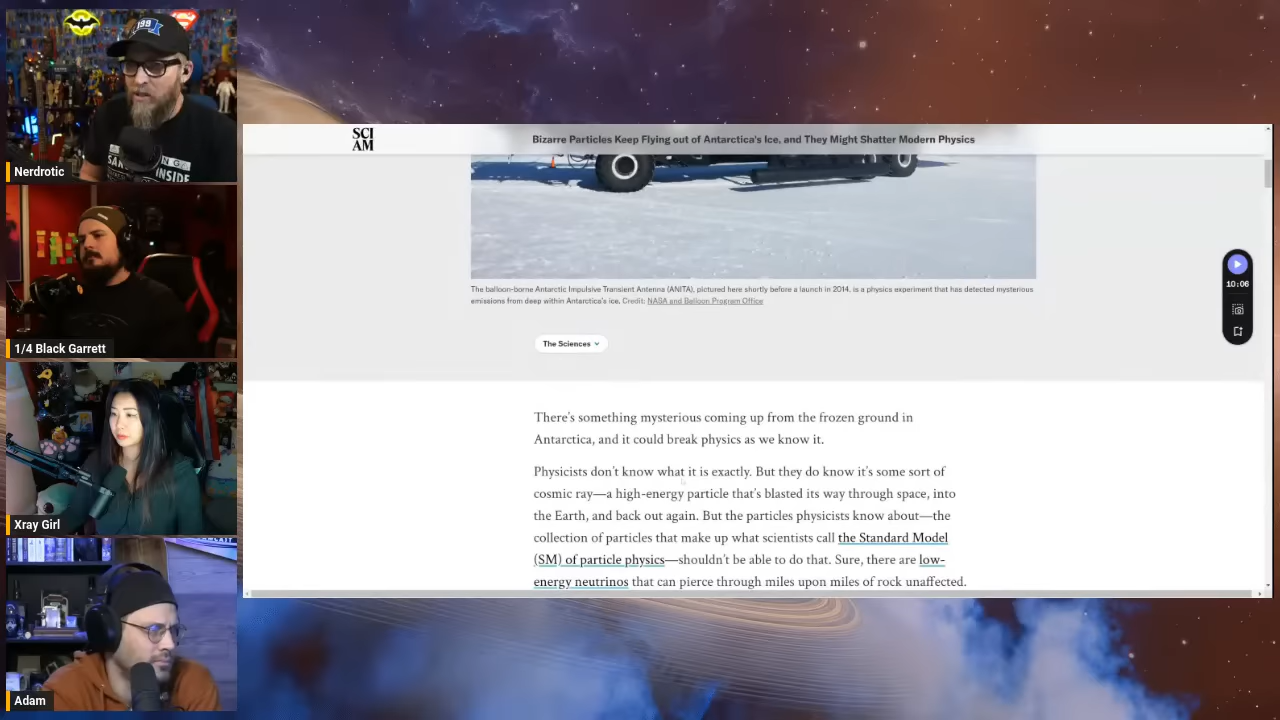 199
Nerdrotic
1/4 Black Garrett
Xray Girl
Adam
SCI
AM
Bizarre Particles Keep Flying out of Antarctica's Ice, and They Might Shatter Modern Physics
The balloon-borne Antarctic Impulsive Transient Antenna (ANITA), pictured here shortly before a launch in 2014, is a physics experiment that has detected mysterious
emissions from deep within Antarctica's ice. Credit: NASA and Balloon Program Office
The Sciences
There's something mysterious coming up from the frozen ground in
Antarctica, and it could break physics as we know it.
Physicists don't know what it is exactly. But they do know it's some sort of
cosmic ray—a high-energy particle that's blasted its way through space, into
the Earth, and back out again. But the particles physicists know about—the
collection of particles that make up what scientists call the Standard Model
(SM) of particle physics—shouldn't be able to do that. Sure, there are low-
energy neutrinos that can pierce through miles upon miles of rock unaffected.
10:06